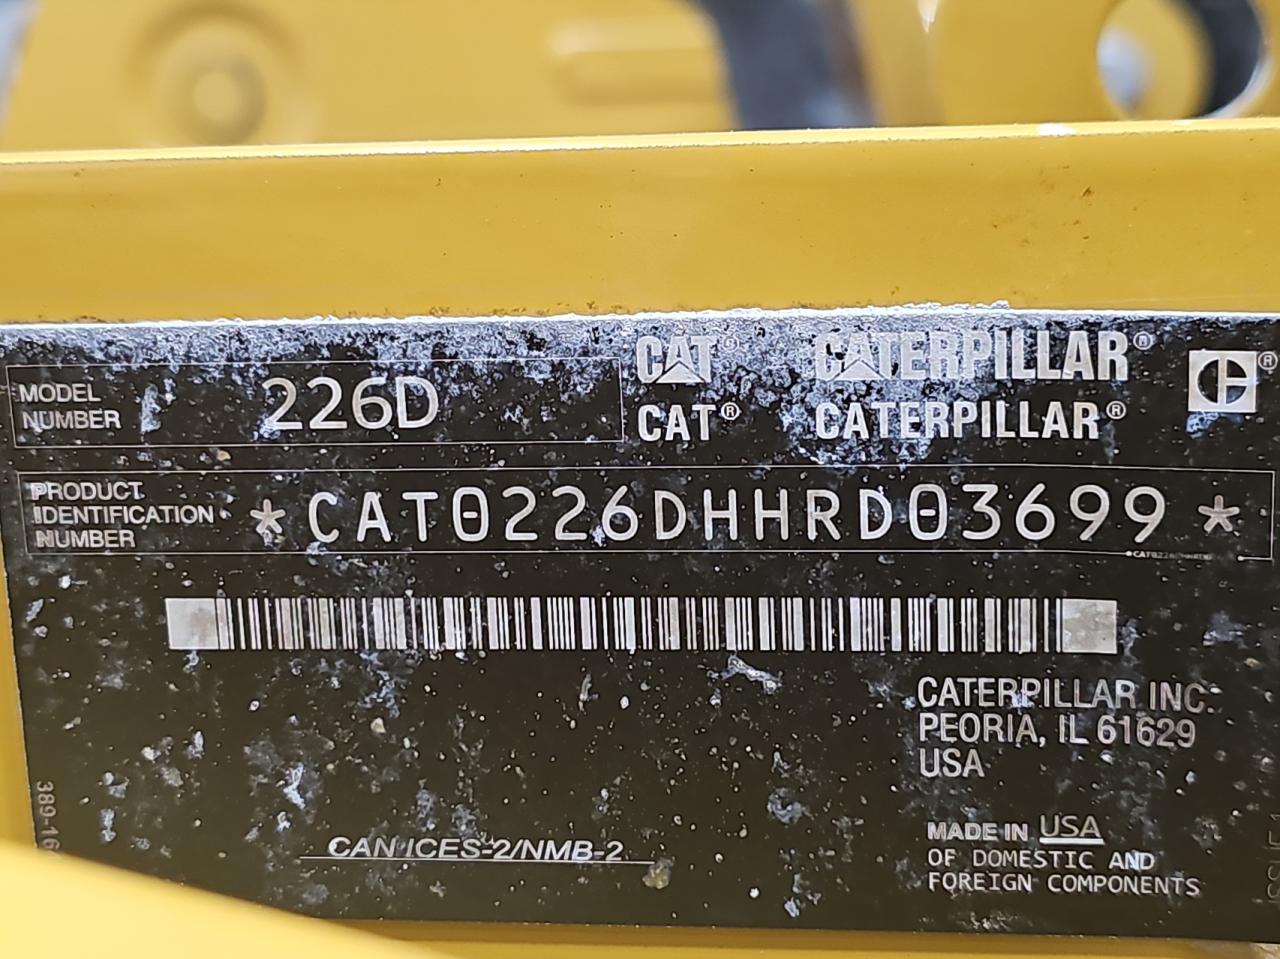 MODEL NUMBER 226D
CAT® CATERPILLAR®
CAT® CATERPILLAR®
PRODUCT IDENTIFICATION NUMBER *CAT0226DHHRD03699*
CATERPILLAR INC.
PEORIA, IL 61629
USA
CAN ICES-2/NMB-2
MADE IN USA
OF DOMESTIC AND
FOREIGN COMPONENTS